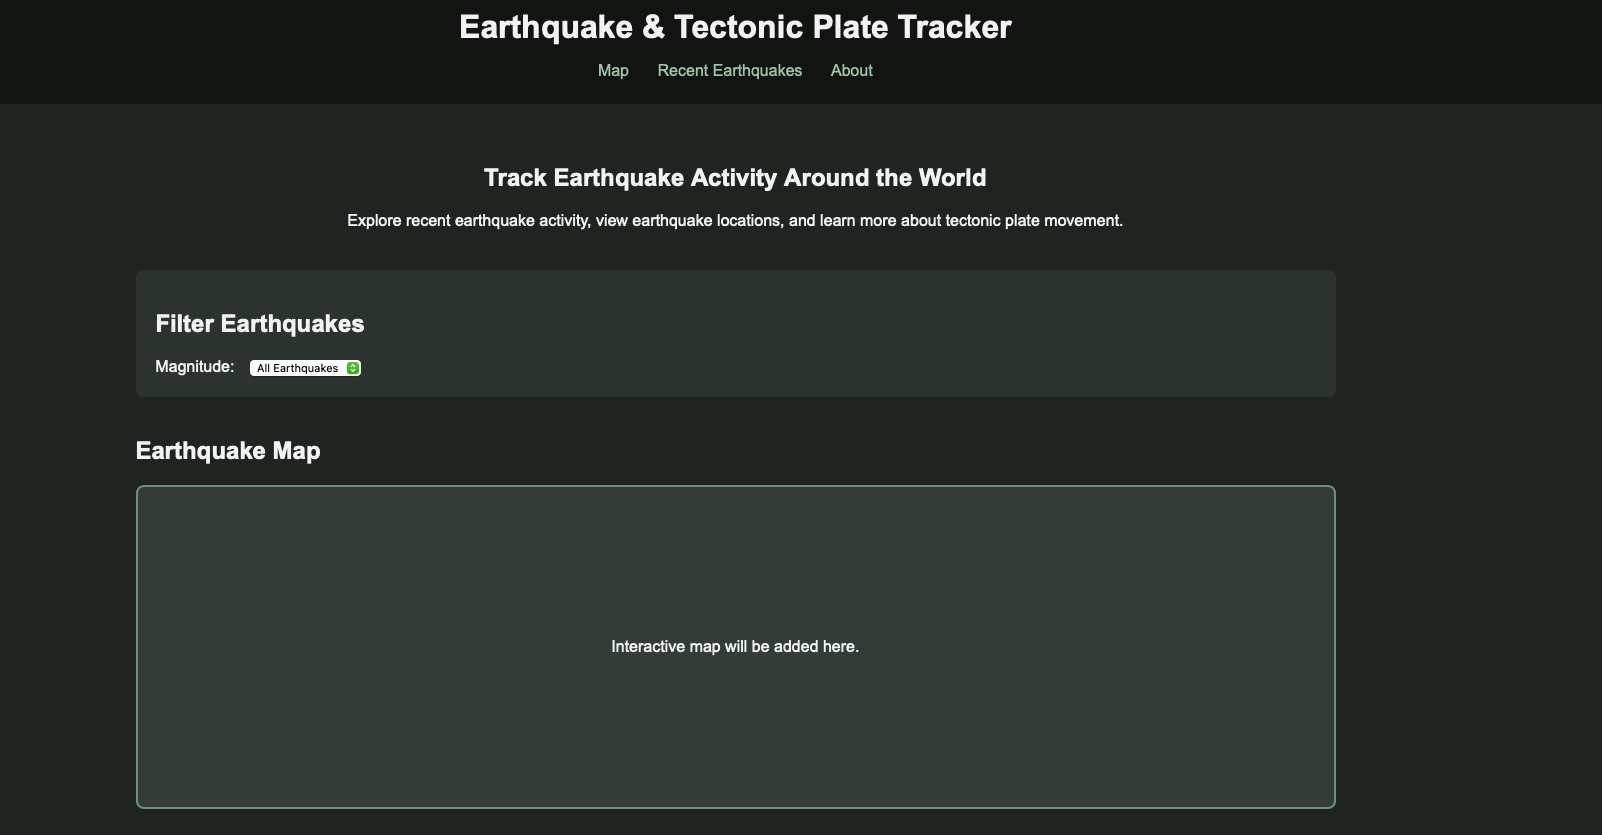 Earthquake & Tectonic Plate Tracker
Map Recent Earthquakes About
Track Earthquake Activity Around the World
Explore recent earthquake activity, view earthquake locations, and learn more about tectonic plate movement.
Filter Earthquakes
Magnitude: All Earthquakes
Earthquake Map
Interactive map will be added here.